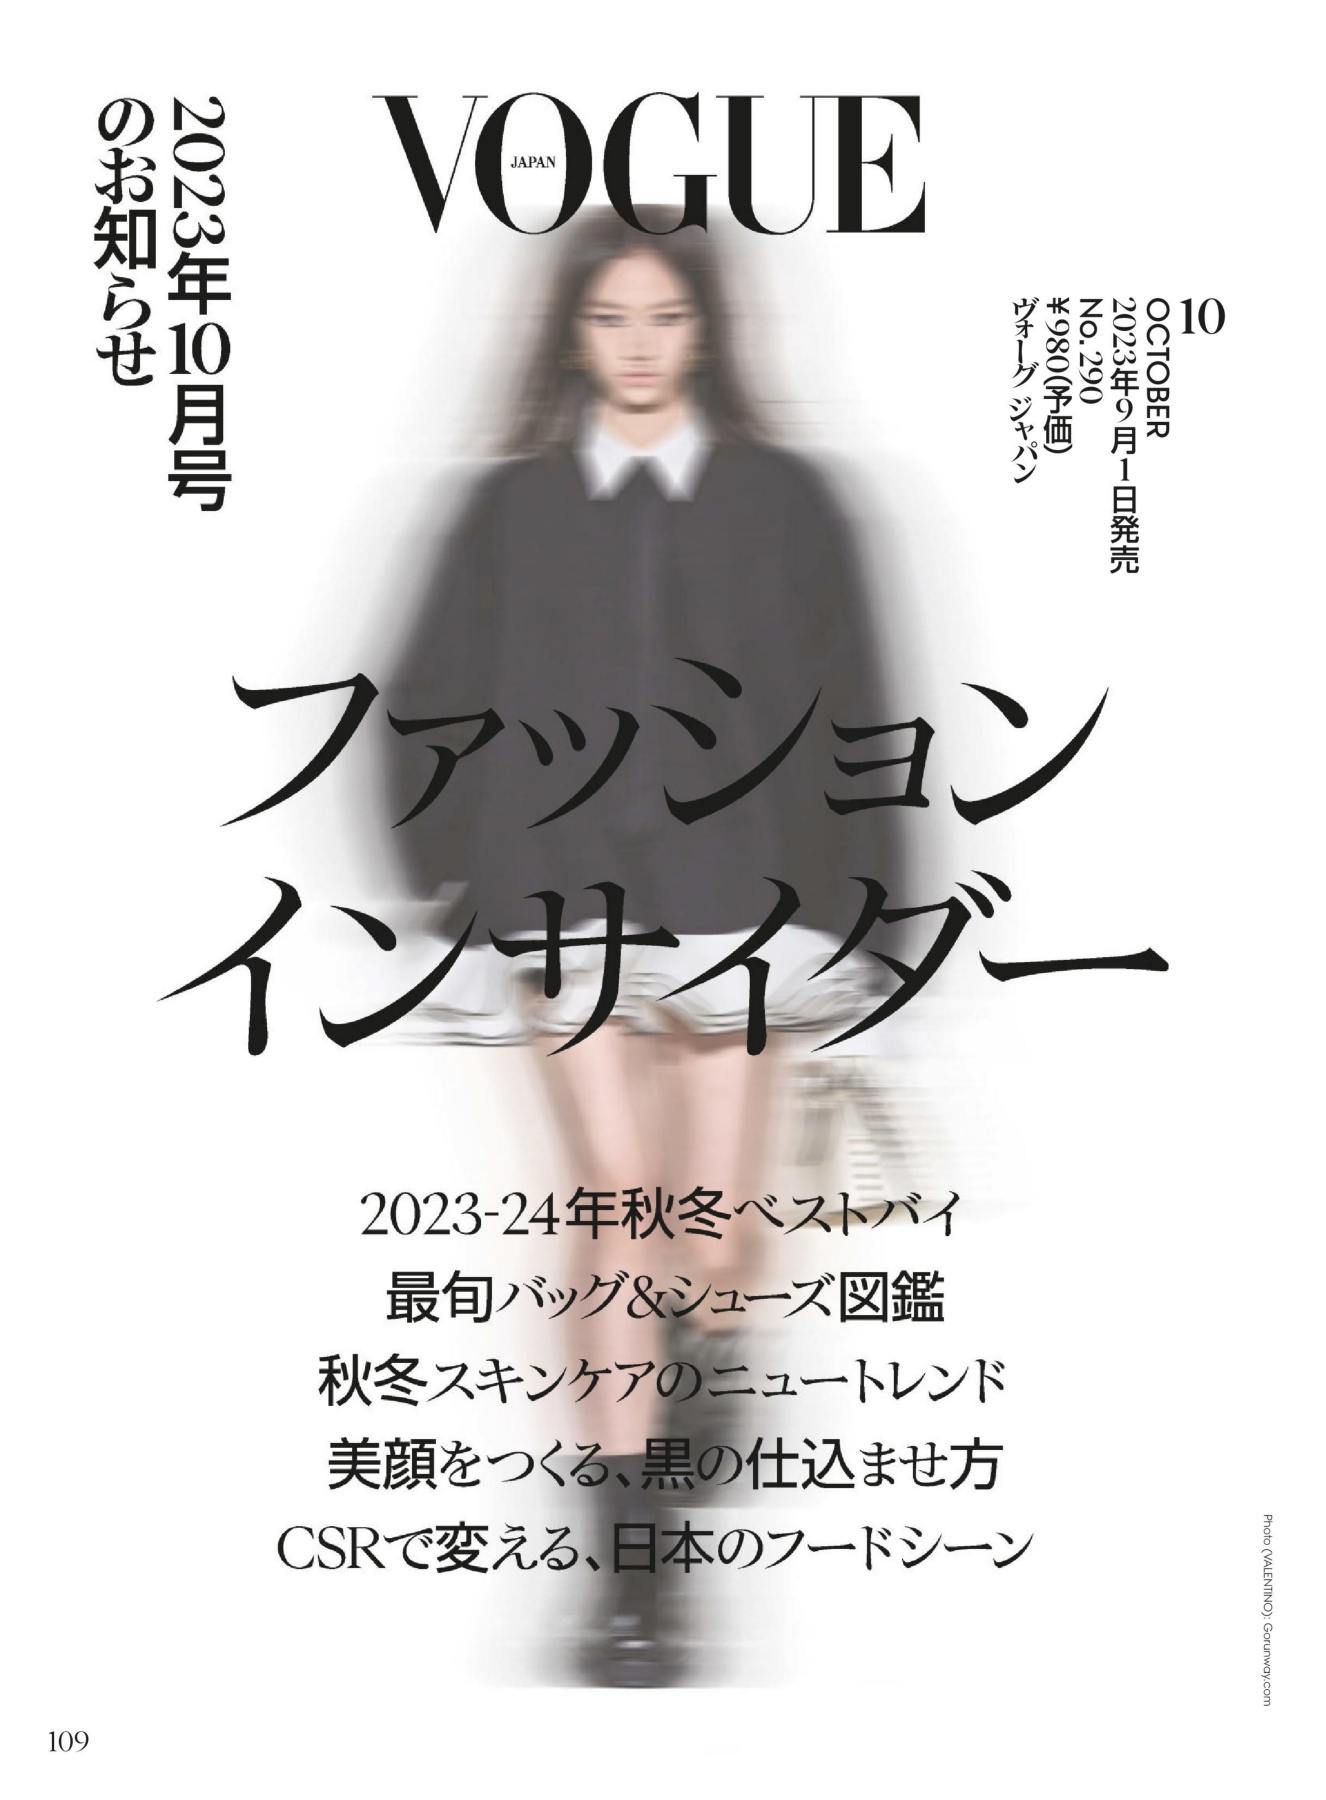 VOGUE
JAPAN
2023年10月号
のお知らせ
10
OCTOBER
2023年9月1日発売
No.290
¥980(予価)
ヴォーグ ジャパン
ファッション
インサイダー
2023-24年秋冬ベストバイ
最旬バッグ&シューズ図鑑
秋冬スキンケアのニュートレンド
美顔をつくる、黒の仕込ませ方
CSRで変える、日本のフードシーン
Photo (VALENTINO): Gorunway.com
109